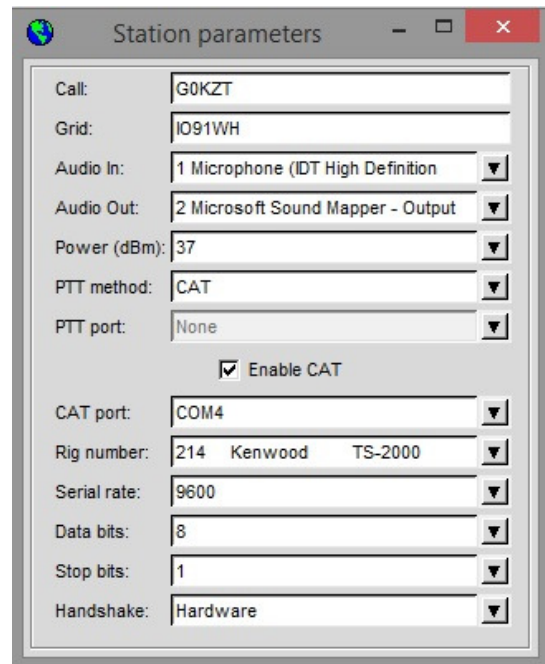 Station parameters
Call: G0KZT
Grid: IO91WH
Audio In: 1 Microphone (IDT High Definition
Audio Out: 2 Microsoft Sound Mapper - Output
Power (dBm): 37
PTT method: CAT
PTT port: None
Enable CAT
CAT port: COM4
Rig number: 214 Kenwood TS-2000
Serial rate: 9600
Data bits: 8
Stop bits: 1
Handshake: Hardware